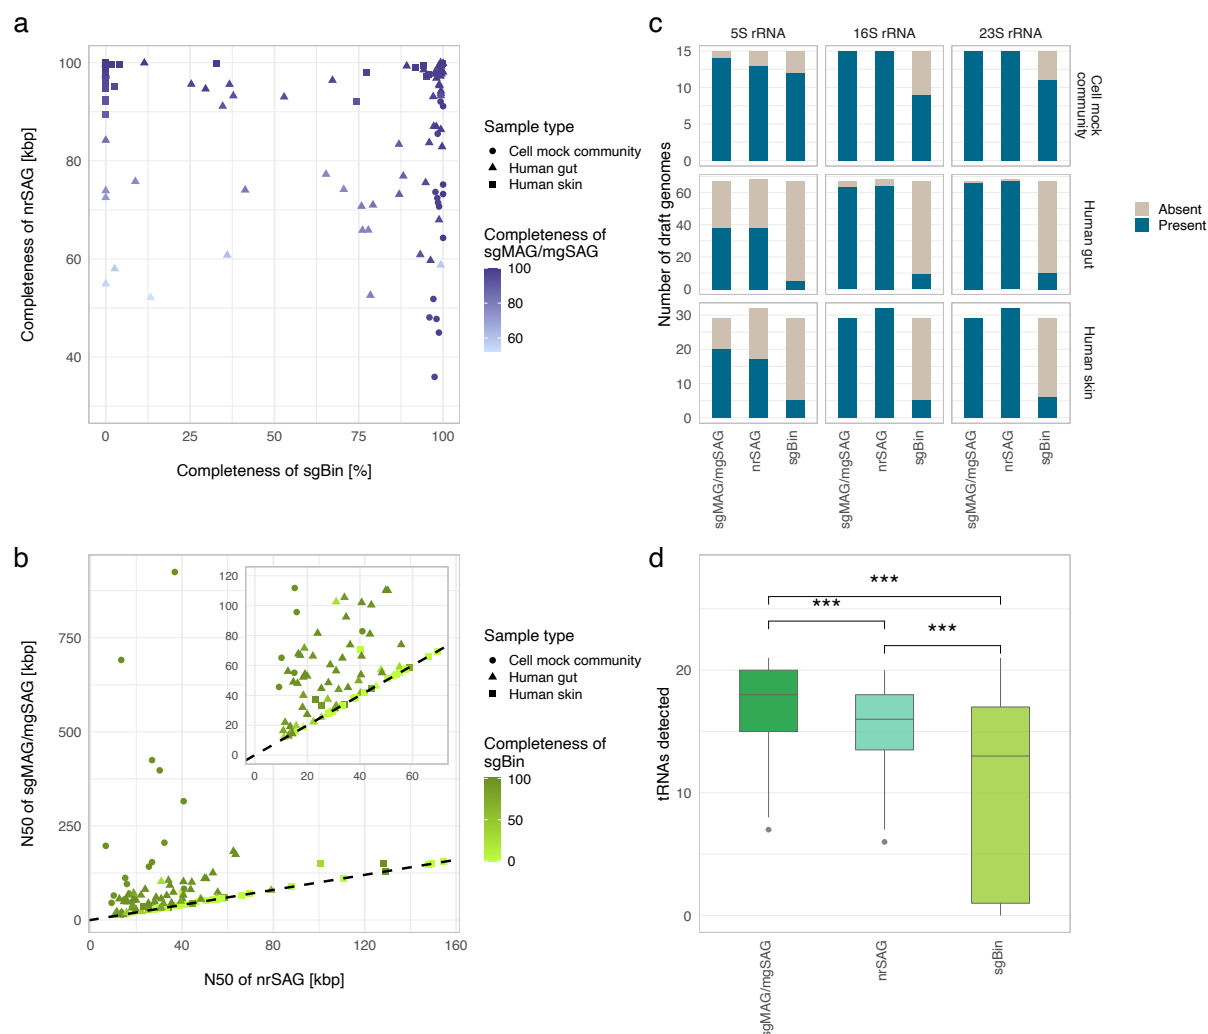 a
Completeness of nrSAG [kbp]
100
80
60
40
0
25
50
75
100
Completeness of sgBin [%]
Sample type
Cell mock community
Human gut
Human skin
Completeness of
sgMAG/mgSAG
100
80
60
c
5S rRNA
16S rRNA
23S rRNA
Number of draft genomes
15
10
5
0
Cell mock
community
60
40
20
0
Human gut
30
20
10
0
Human skin
sgMAG/mgSAG
nrSAG
sgBin
sgMAG/mgSAG
nrSAG
sgBin
sgMAG/mgSAG
nrSAG
sgBin
Absent
Present
b
N50 of sgMAG/mgSAG [kbp]
750
500
250
0
0
40
80
120
160
N50 of nrSAG [kbp]
120
100
80
60
40
20
0
0
20
40
60
Sample type
Cell mock community
Human gut
Human skin
Completeness of
sgBin
100
50
0
d
tRNAs detected
20
10
0
***
***
***
sgMAG/mgSAG
nrSAG
sgBin